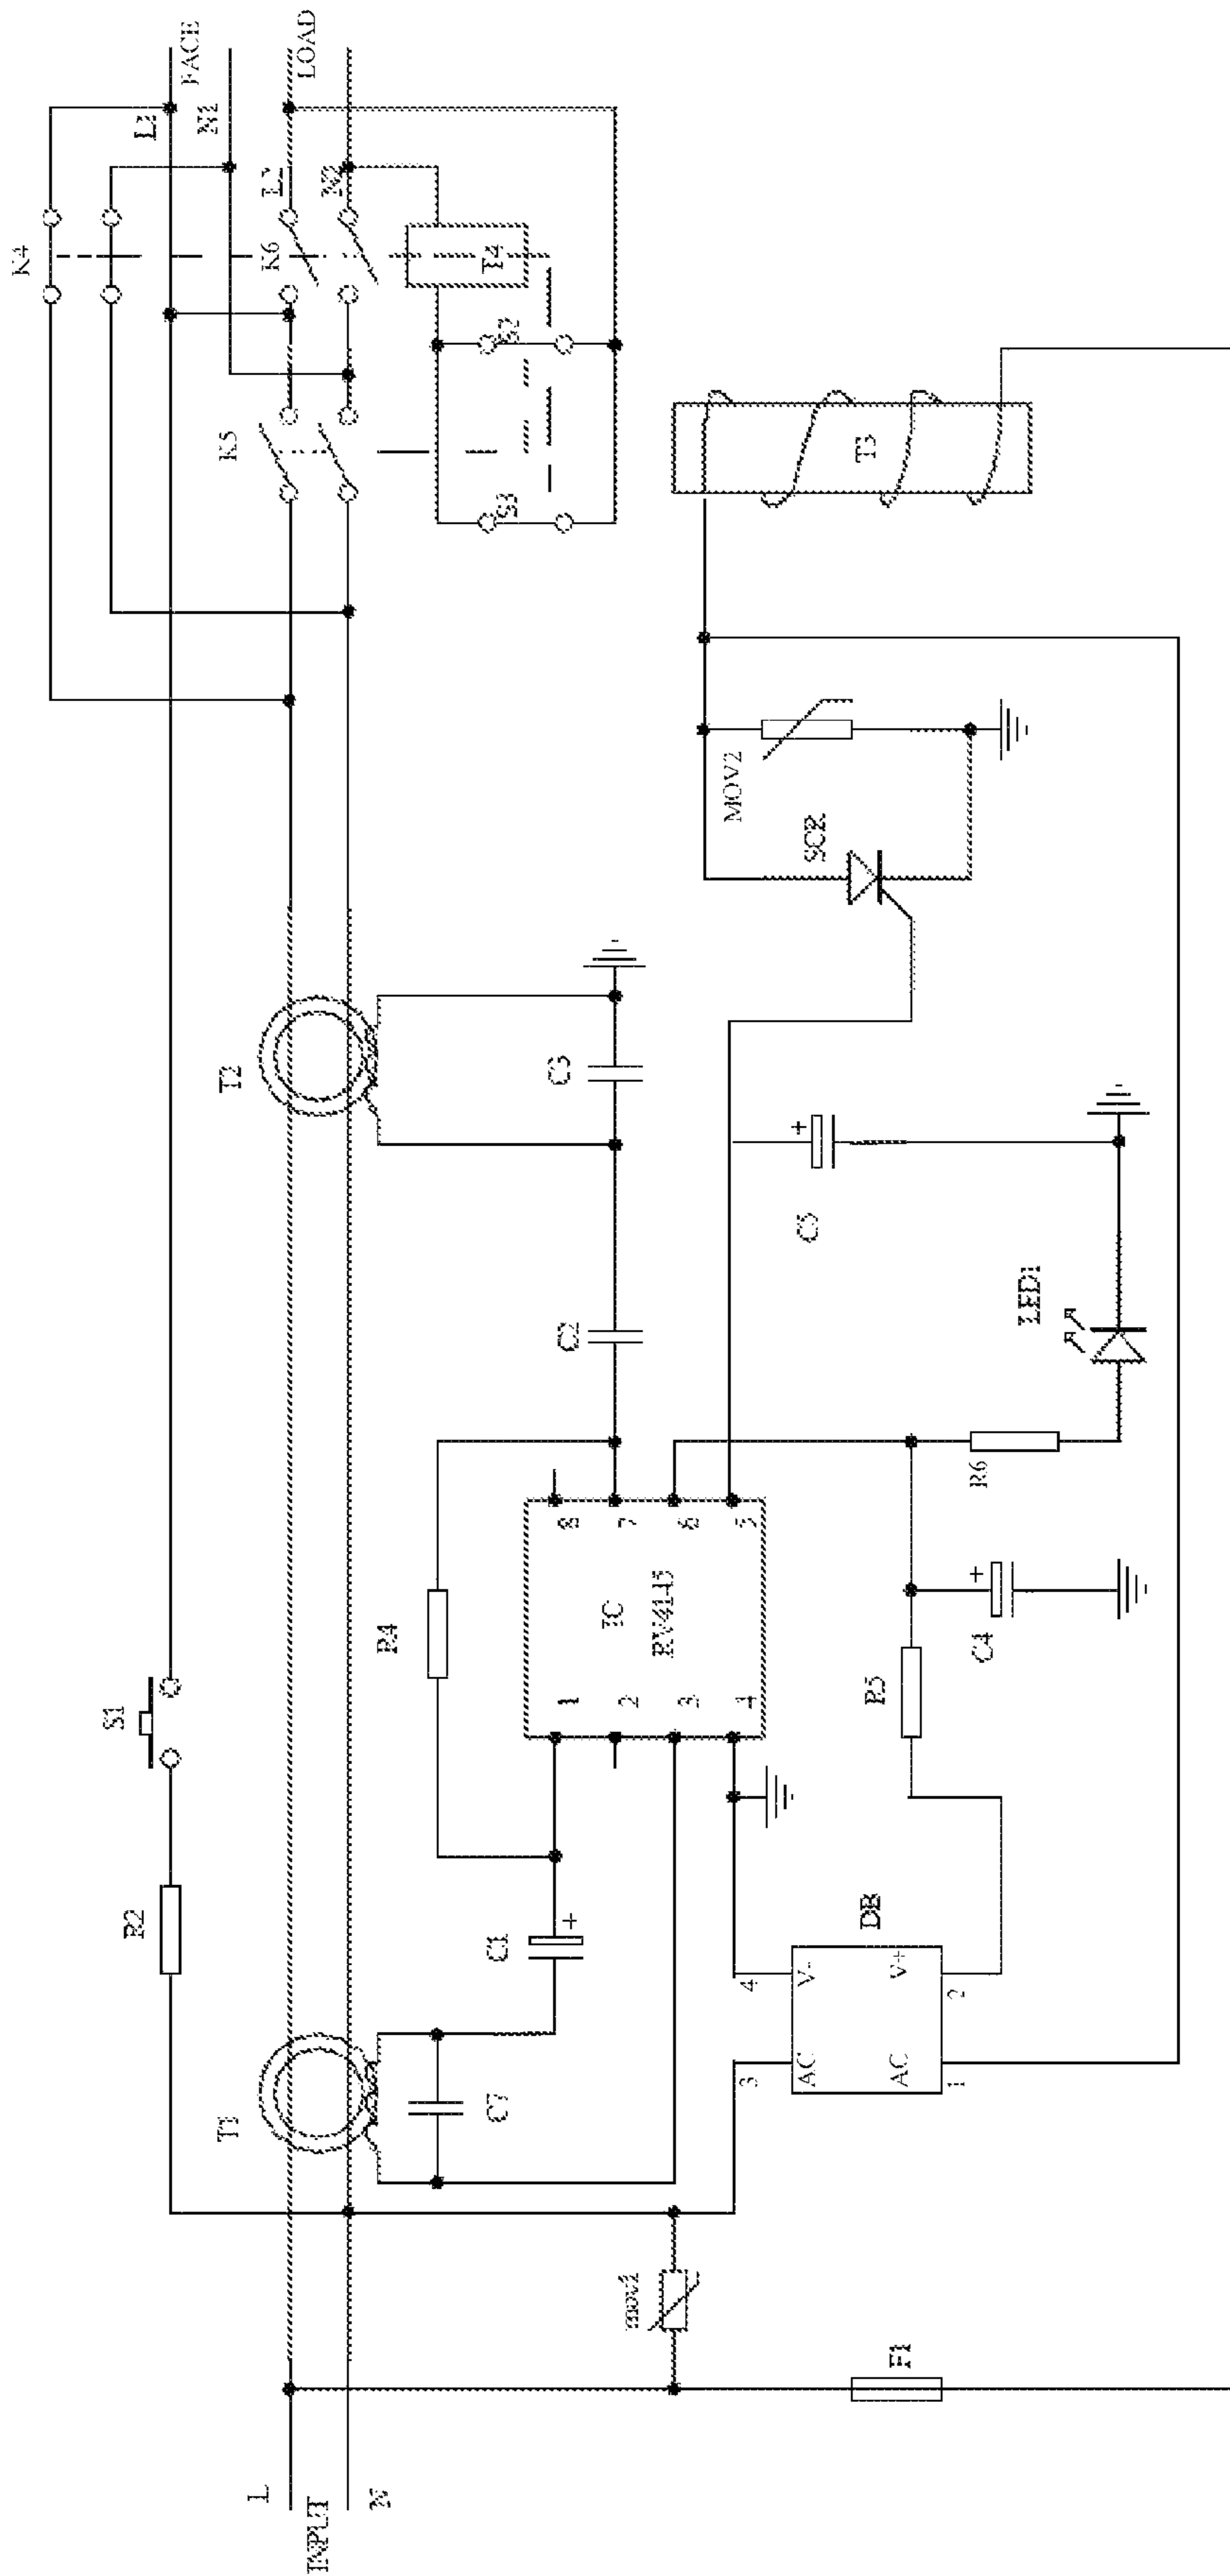 K4
FACE
L1
N1
LOAD
L2
N2
K6
K5
T4
S2
S3
T3
MOV2
SCR
T2
C3
C5
C2
LED1
R6
S1
R4
IC
RV4145
8
7
6
5
1
2
3
4
C4
R5
R2
C1
DB
4
V-
V+
2
3
AC
AC
1
T1
C7
mov1
F1
L
INPUT
N